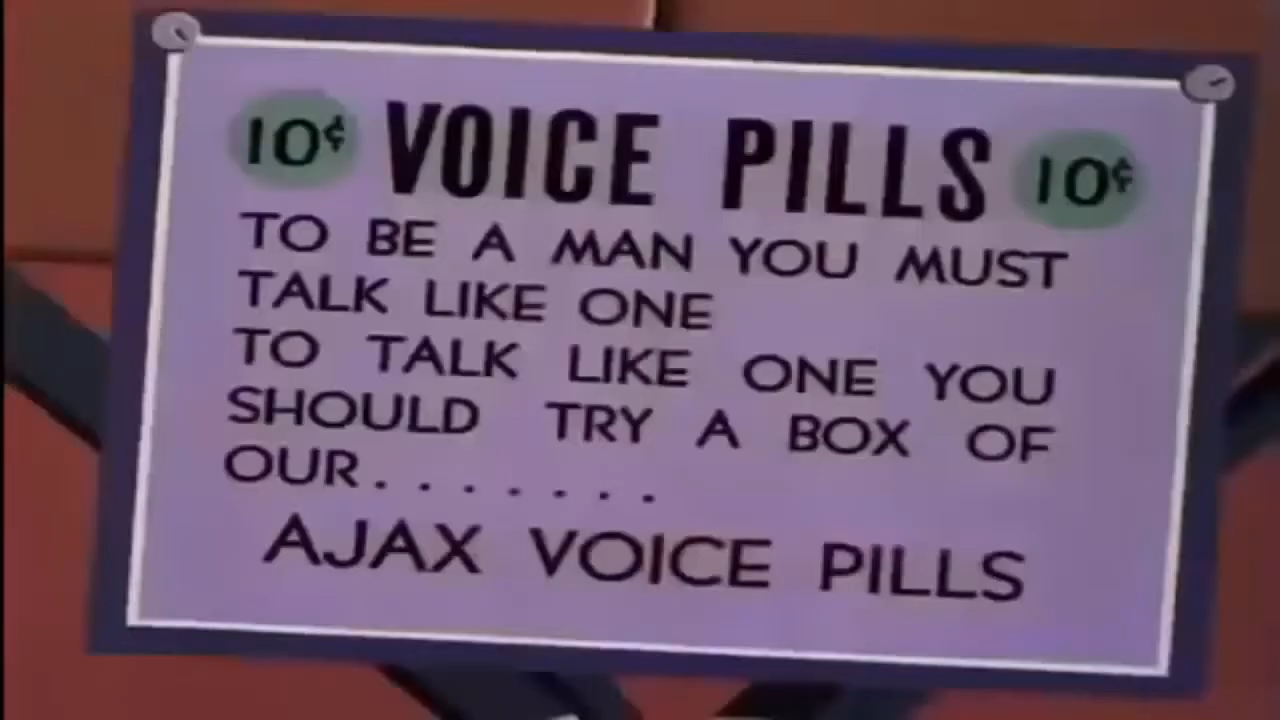 10¢ VOICE PILLS 10¢
TO BE A MAN YOU MUST
TALK LIKE ONE
TO TALK LIKE ONE YOU
SHOULD TRY A BOX OF
OUR.......
AJAX VOICE PILLS